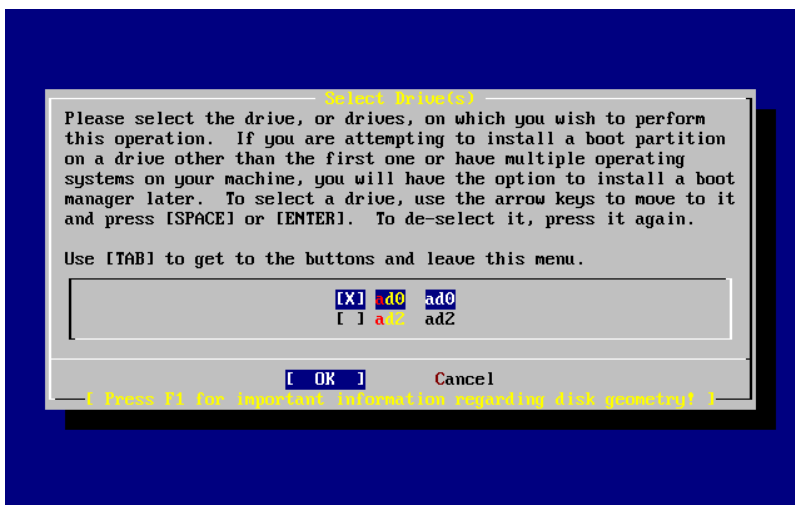 Select Drive(s)
Please select the drive, or drives, on which you wish to perform
this operation.  If you are attempting to install a boot partition
on a drive other than the first one or have multiple operating
systems on your machine, you will have the option to install a boot
manager later.  To select a drive, use the arrow keys to move to it
and press [SPACE] or [ENTER].  To de-select it, press it again.
Use [TAB] to get to the buttons and leave this menu.
[X] ad0  ad0
[ ] ad2  ad2
[  OK  ]  Cancel
[ Press F1 for important information regarding disk geometry! ]